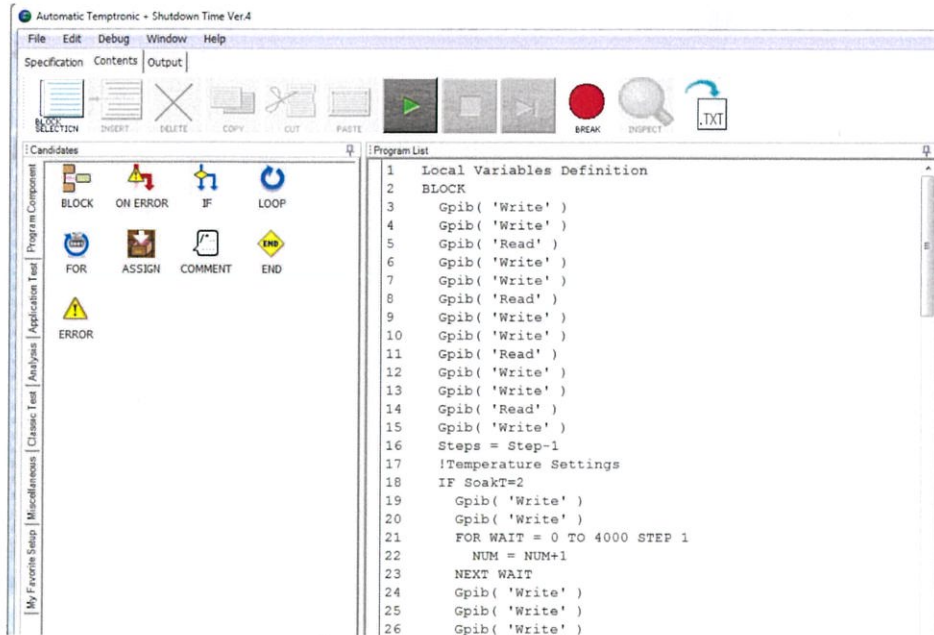 Automatic Temptronic + Shutdown Time Ver.4
File Edit Debug Window Help
Specification Contents Output
BLOCK SELECTION
INSERT
DELETE
COPY
CUT
PASTE
BREAK
INSPECT
.TXT
Candidates
Program Component
Application Test
Analysis
Classic Test
Miscellaneous
My Favorite Setup
BLOCK ON ERROR IF LOOP
END
FOR ASSIGN COMMENT END
ERROR
Program List
1 Local Variables Definition
2 BLOCK
3 Gpib( 'Write' )
4 Gpib( 'Write' )
5 Gpib( 'Read' )
6 Gpib( 'Write' )
7 Gpib( 'Write' )
8 Gpib( 'Read' )
9 Gpib( 'Write' )
10 Gpib( 'Write' )
11 Gpib( 'Read' )
12 Gpib( 'Write' )
13 Gpib( 'Write' )
14 Gpib( 'Read' )
15 Gpib( 'Write' )
16 Steps = Step-1
17 !Temperature Settings
18 IF SoakT=2
19 Gpib( 'Write' )
20 Gpib( 'Write' )
21 FOR WAIT = 0 TO 4000 STEP 1
22 NUM = NUM+1
23 NEXT WAIT
24 Gpib( 'Write' )
25 Gpib( 'Write' )
26 Gpib( 'Write' )